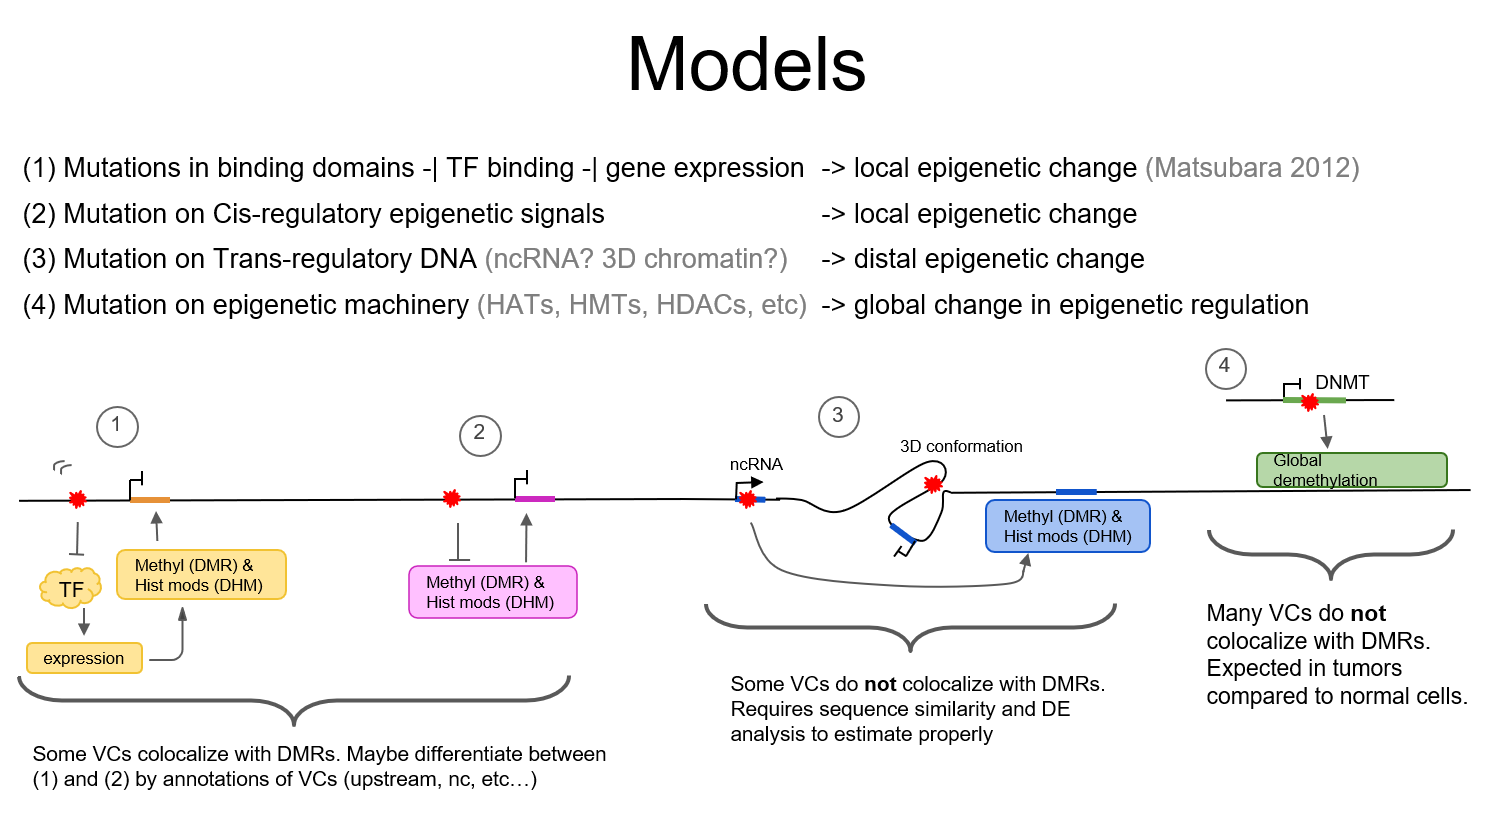 Models
(1) Mutations in binding domains -| TF binding -| gene expression -> local epigenetic change (Matsubara 2012)
(2) Mutation on Cis-regulatory epigenetic signals -> local epigenetic change
(3) Mutation on Trans-regulatory DNA (ncRNA? 3D chromatin?) -> distal epigenetic change
(4) Mutation on epigenetic machinery (HATs, HMTs, HDACs, etc) -> global change in epigenetic regulation
1
TF
expression
Methyl (DMR) &
Hist mods (DHM)
2
Methyl (DMR) &
Hist mods (DHM)
Some VCs colocalize with DMRs. Maybe differentiate between
(1) and (2) by annotations of VCs (upstream, nc, etc…)
3
ncRNA
3D conformation
Methyl (DMR) &
Hist mods (DHM)
Some VCs do not colocalize with DMRs.
Requires sequence similarity and DE
analysis to estimate properly
4
DNMT
Global
demethylation
Many VCs do not
colocalize with DMRs.
Expected in tumors
compared to normal cells.